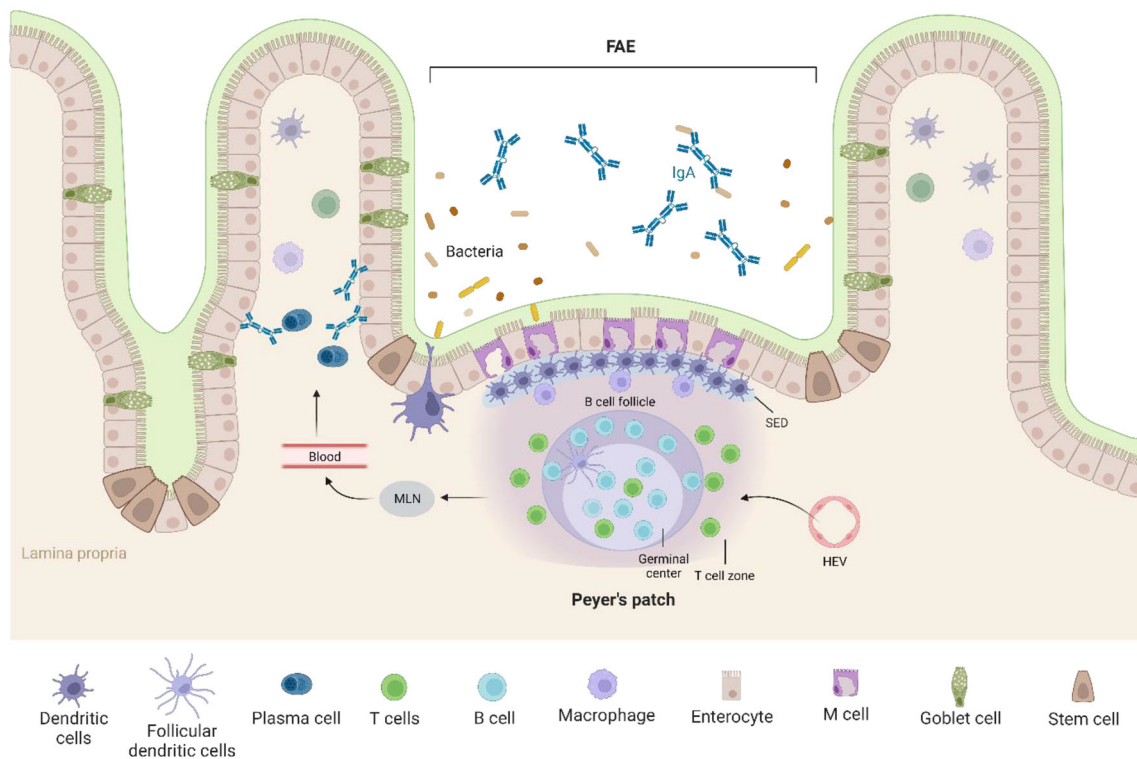 FAE
IgA
Bacteria
B cell follicle
SED
Blood
MLN
Lamina propria
Germinal
center
T cell zone
HEV
Peyer's patch
Dendritic
cells
Follicular
dendritic cells
Plasma cell
T cells
B cell
Macrophage
Enterocyte
M cell
Goblet cell
Stem cell